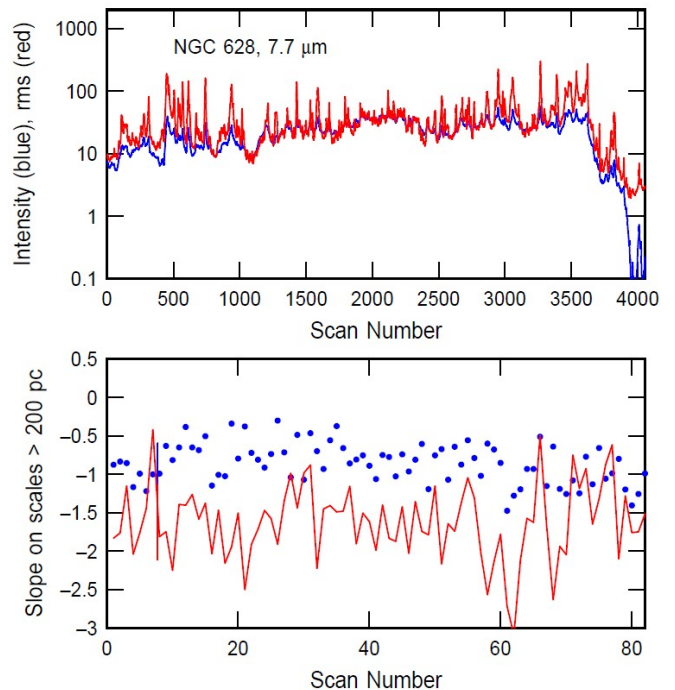 1000
100
10
1
0.1
NGC 628, 7.7 μm
Intensity (blue), rms (red)
0 500 1000 1500 2000 2500 3000 3500 4000
Scan Number
0.5
0
−0.5
−1
−1.5
−2
−2.5
−3
Slope on scales > 200 pc
0 20 40 60 80
Scan Number